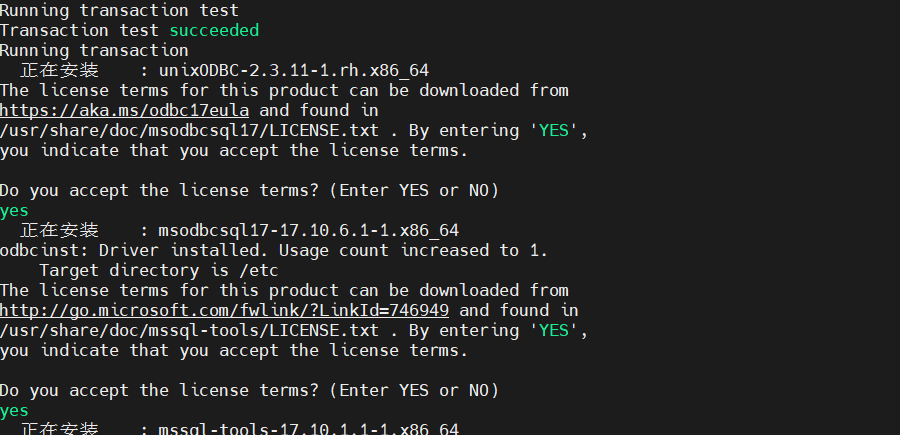 Running transaction test
Transaction test succeeded
Running transaction
  正在安装    : unixODBC-2.3.11-1.rh.x86_64
The license terms for this product can be downloaded from
https://aka.ms/odbc17eula and found in
/usr/share/doc/msodbcsql17/LICENSE.txt . By entering 'YES',
you indicate that you accept the license terms.

Do you accept the license terms? (Enter YES or NO)
yes
  正在安装    : msodbcsql17-17.10.6.1-1.x86_64
odbcinst: Driver installed. Usage count increased to 1.
    Target directory is /etc
The license terms for this product can be downloaded from
http://go.microsoft.com/fwlink/?LinkId=746949 and found in
/usr/share/doc/mssql-tools/LICENSE.txt . By entering 'YES',
you indicate that you accept the license terms.

Do you accept the license terms? (Enter YES or NO)
yes
  正在安装    : mssql-tools-17.10.1.1-1.x86_64